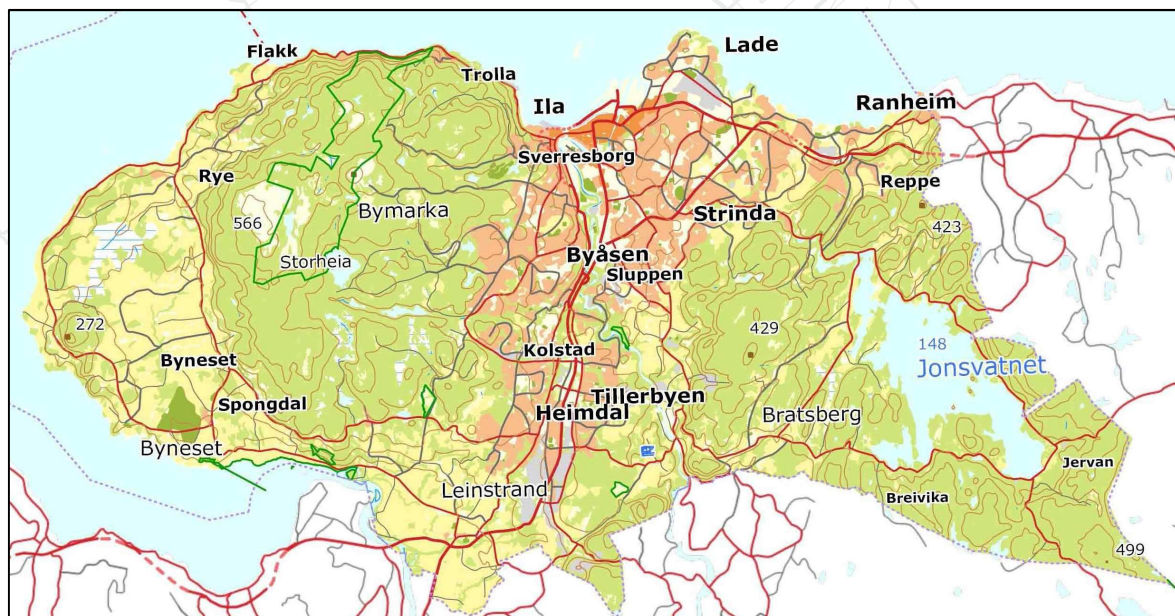 Flakk
Lade
Trolla
Ila
Ranheim
Sverresborg
Rye
Reppe
Bymarka
Strinda
566
423
Byåsen
Storheia
Sluppen
272
429
148
Kolstad
Byneset
Jonsvatnet
Tillerbyen
Spongdal
Heimdal
Bratsberg
Byneset
Jervan
Leinstrand
Breivika
499